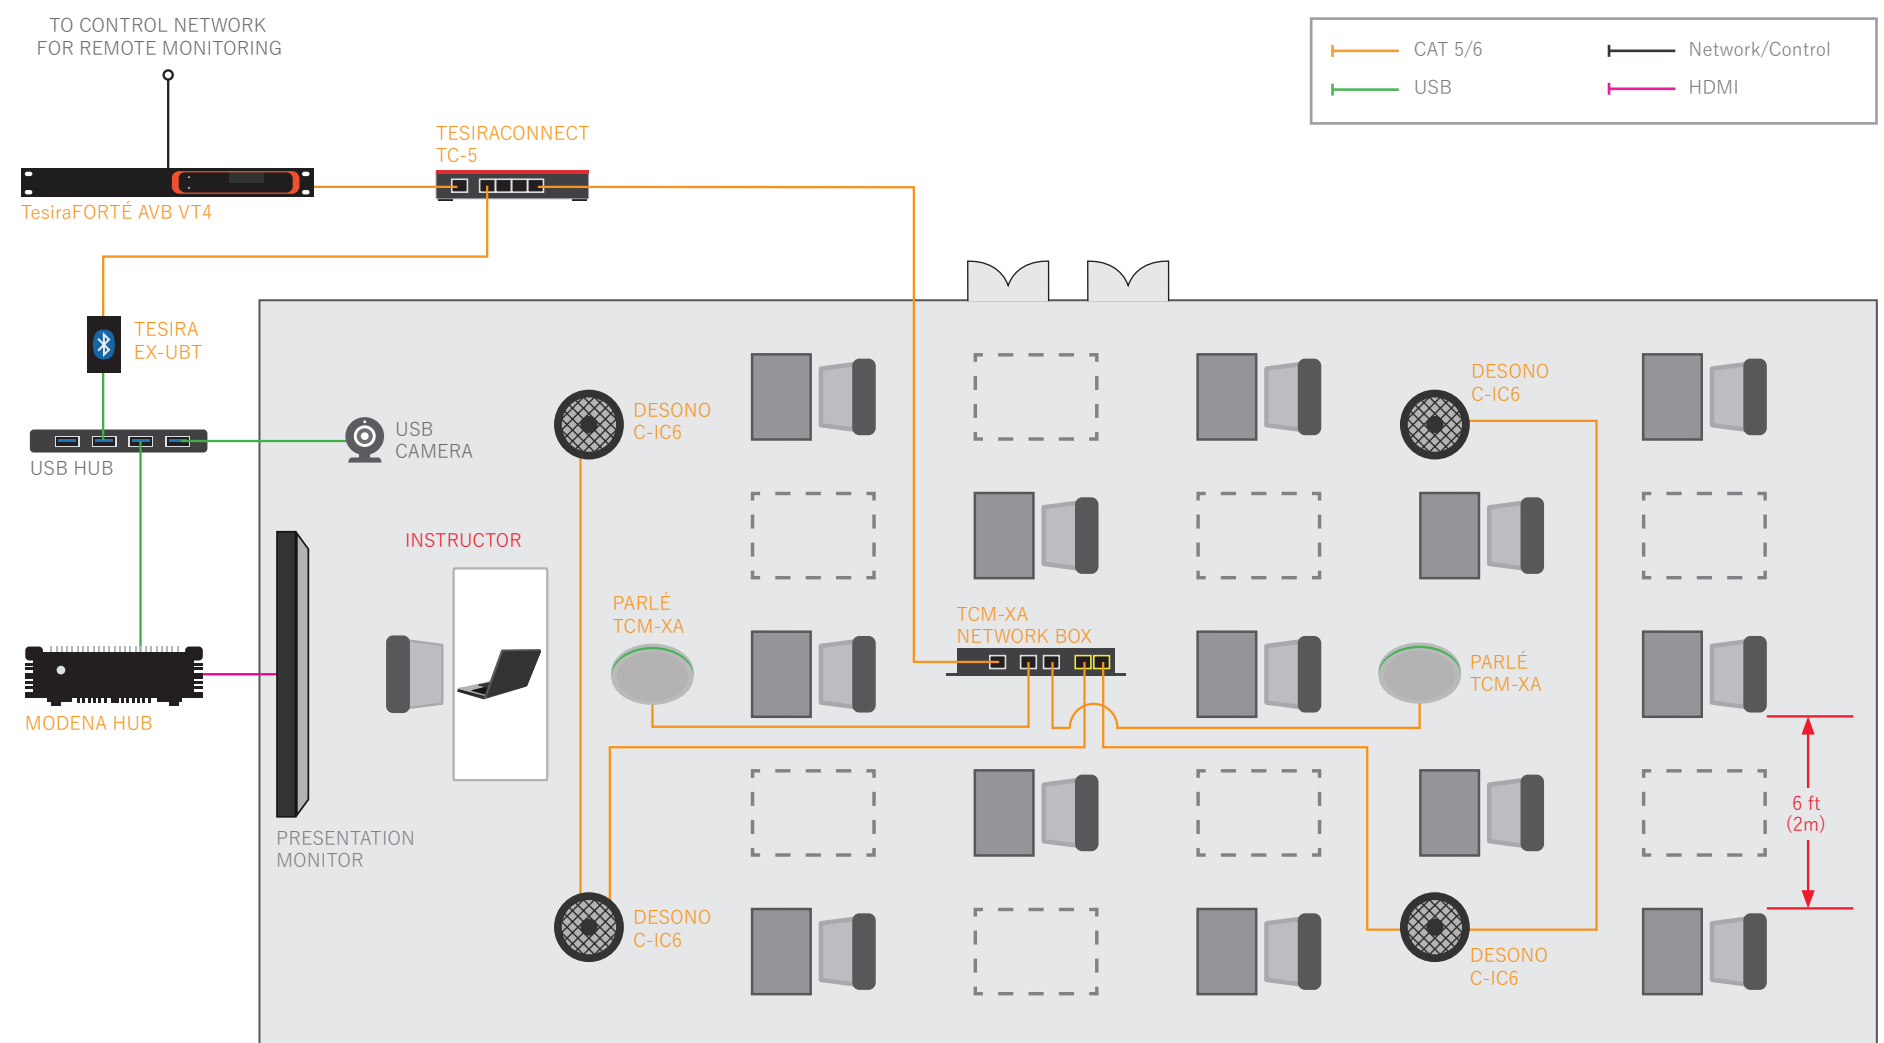 TO CONTROL NETWORK
FOR REMOTE MONITORING
CAT 5/6
Network/Control
USB
HDMI
TESIRACONNECT
TC-5
TesiraFORTÉ AVB VT4
TESIRA
EX-UBT
USB HUB
USB
CAMERA
MODENA HUB
PRESENTATION
MONITOR
INSTRUCTOR
DESONO
C-IC6
DESONO
C-IC6
PARLÉ
TCM-XA
TCM-XA
NETWORK BOX
PARLÉ
TCM-XA
6 ft
(2m)
DESONO
C-IC6
DESONO
C-IC6